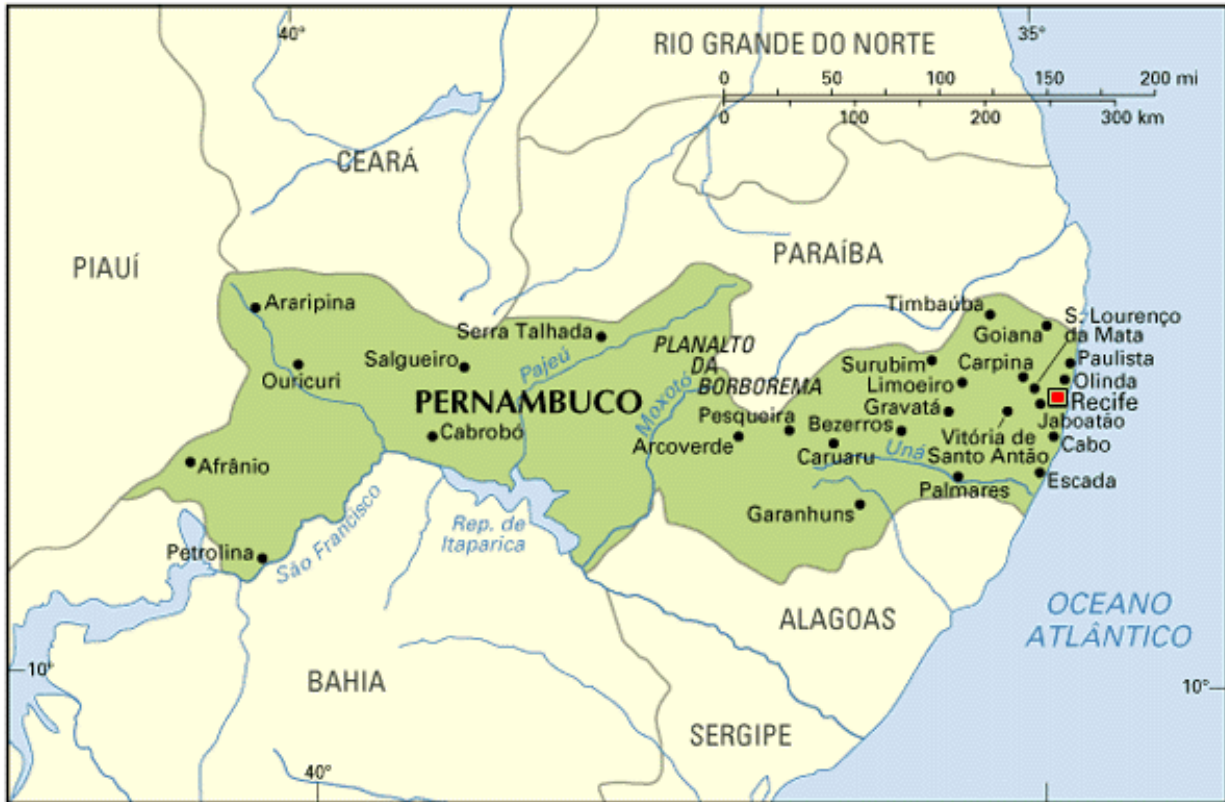 40°
35°
RIO GRANDE DO NORTE
0 50 100 150 200 mi
0 100 200 300 km
CEARÁ
PIAUÍ
PARAÍBA
Araripina
Timbaúba
Goiana
S. Lourenço
da Mata
Serra Talhada
Salgueiro
Pajeú
PLANALTO
DA
BORBOREMA
Surubim
Carpina
Paulista
Ouricuri
Limoeiro
Olinda
PERNAMBUCO
Moxotó
Gravatá
Recife
Pesqueira
Bezerros
Jaboatão
Cabrobó
Arcoverde
Caruaru
Uná
Vitória de
Santo Antão
Cabo
Afrânio
Palmares
Escada
Garanhuns
Petrolina
São Francisco
Rep. de
Itaparica
ALAGOAS
OCEANO
ATLÂNTICO
10°
BAHIA
10°
SERGIPE
40°